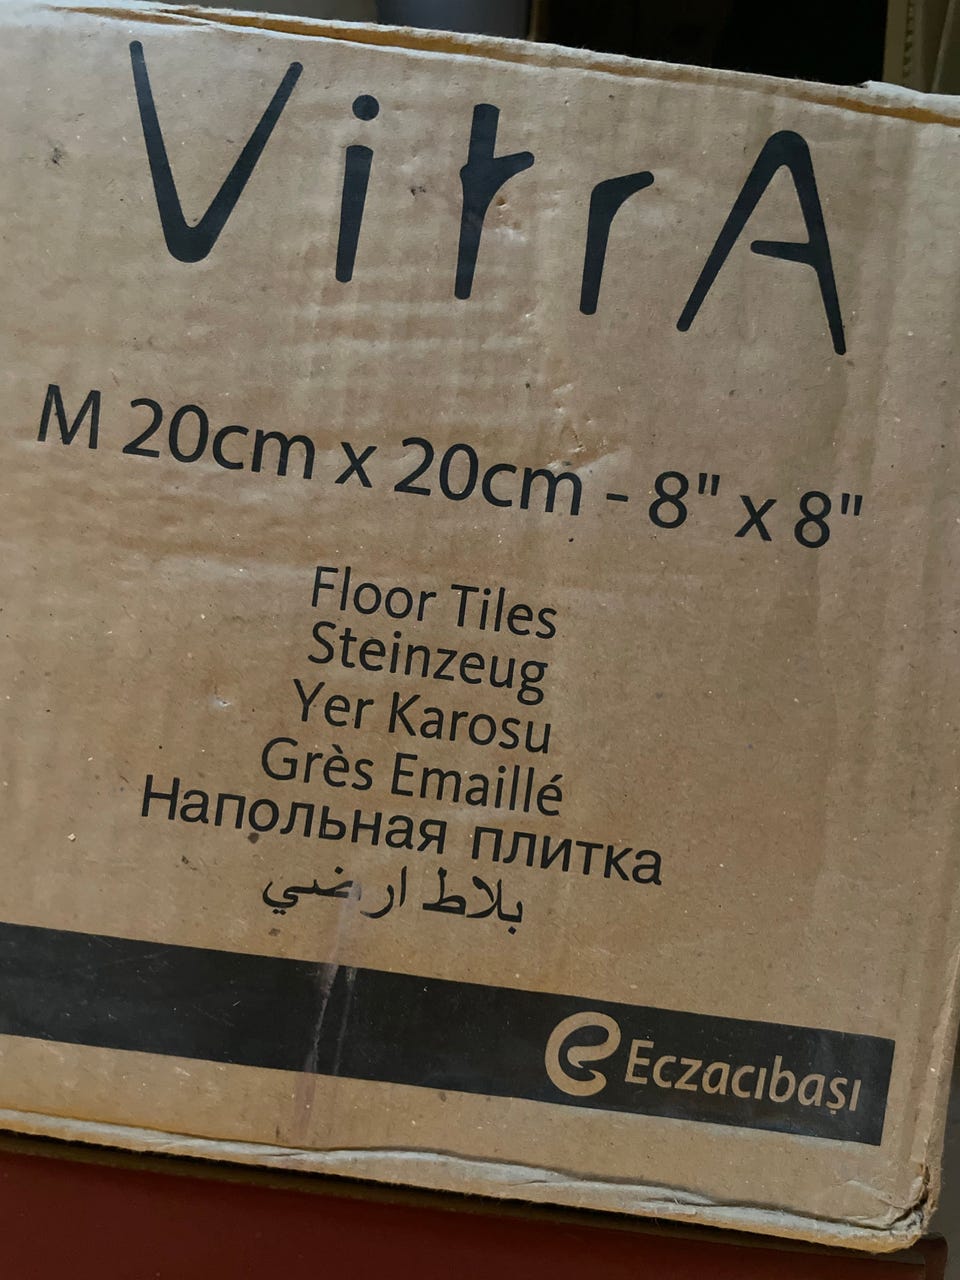 VitrA
M 20cm x 20cm - 8" x 8"
Floor Tiles
Steinzeug
Yer Karosu
Grès Emaillé
Напольная плитка
بلاط ارضي
Eczacıbaşı